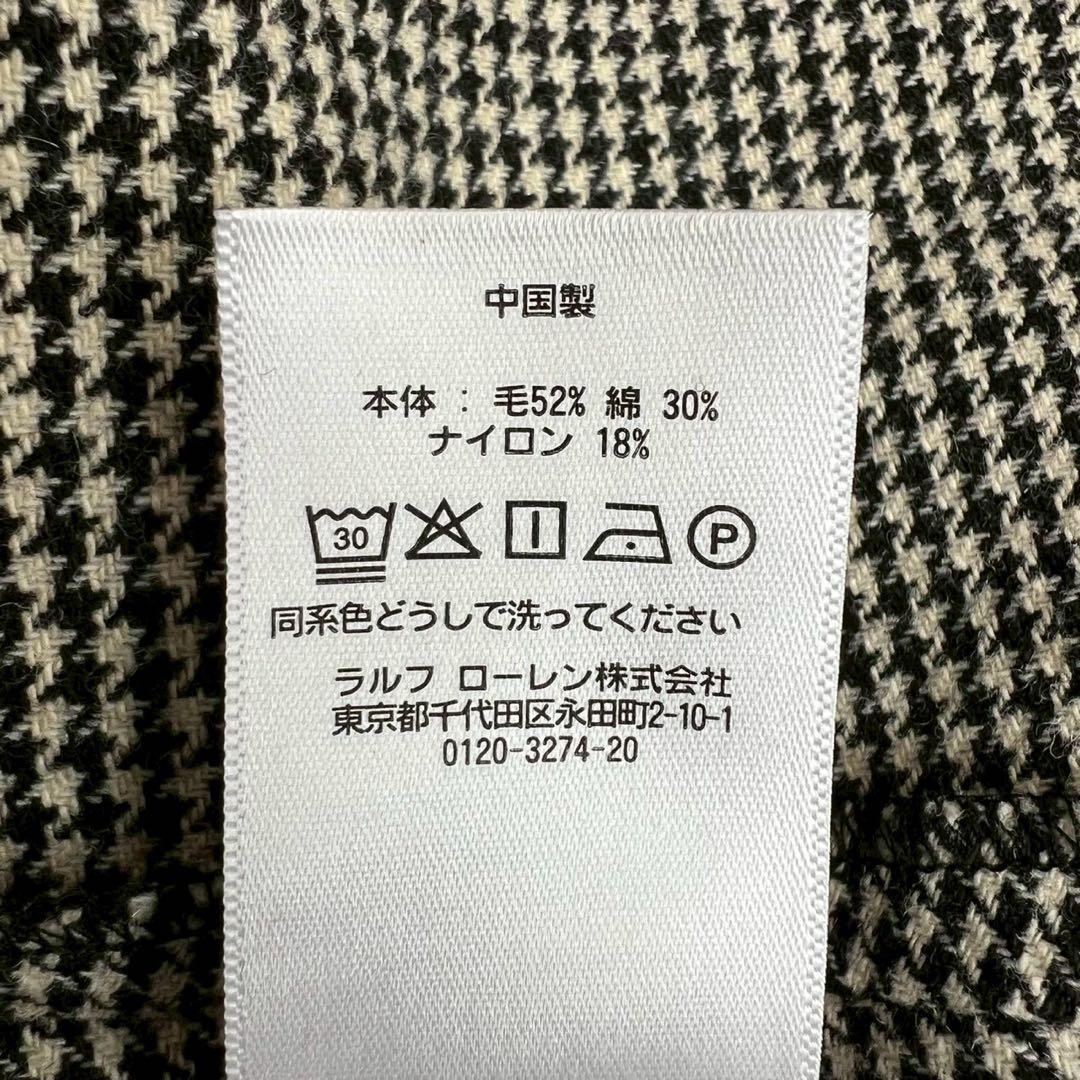 中国製
本体 : 毛52% 綿 30%
ナイロン 18%
30 P
同系色どうしで洗ってください
ラルフ ローレン株式会社
東京都千代田区永田町2-10-1
0120-3274-20